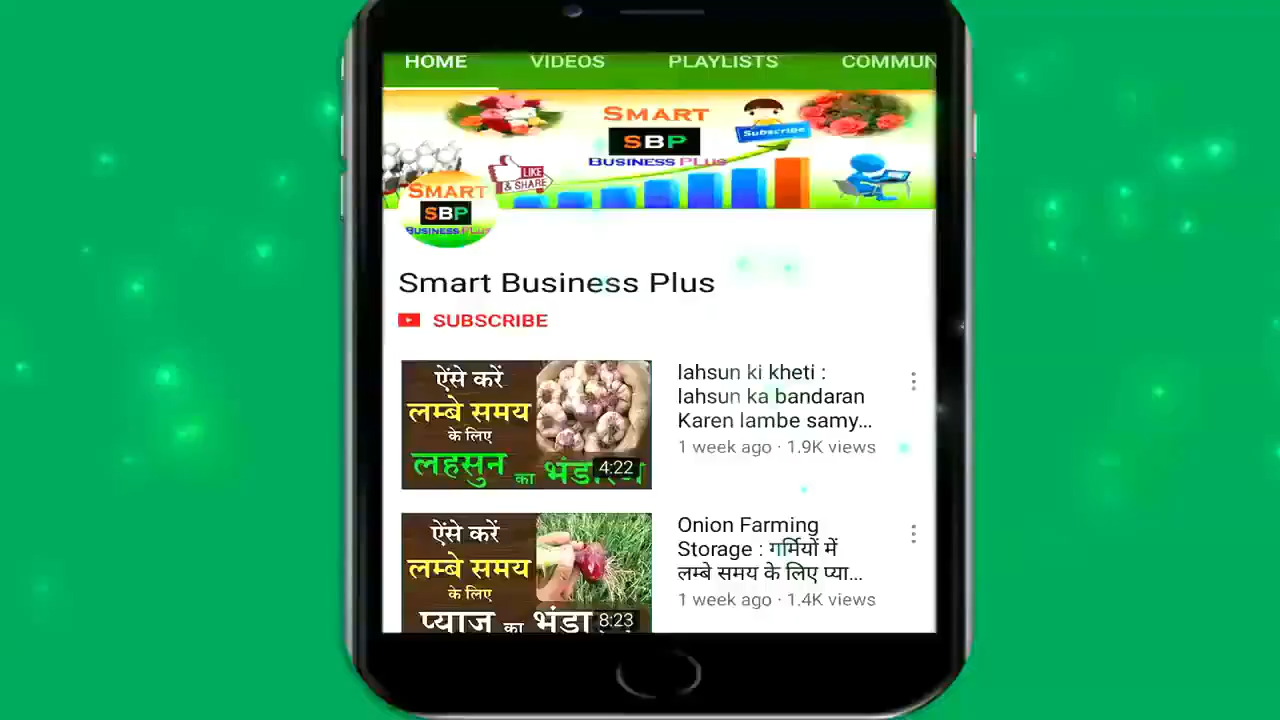 HOME VIDEOS PLAYLISTS COMMUN
SMART
SBP
BUSINESS PLUS
Subscribe
LIKE
& SHARE
SMART
SBP
BUSINESS PLUS
Smart Business Plus
SUBSCRIBE
ऐंसे करें
लम्बे समय
के लिए
लहसुन का
4:22
lahsun ki kheti :
lahsun ka bandaran
Karen lambe samy...
1 week ago · 1.9K views
ऐंसे करें
लम्बे समय
के लिए
प्याज का
8:23
Onion Farming
Storage : गर्मियों में
लम्बे समय के लिए प्या...
1 week ago · 1.4K views